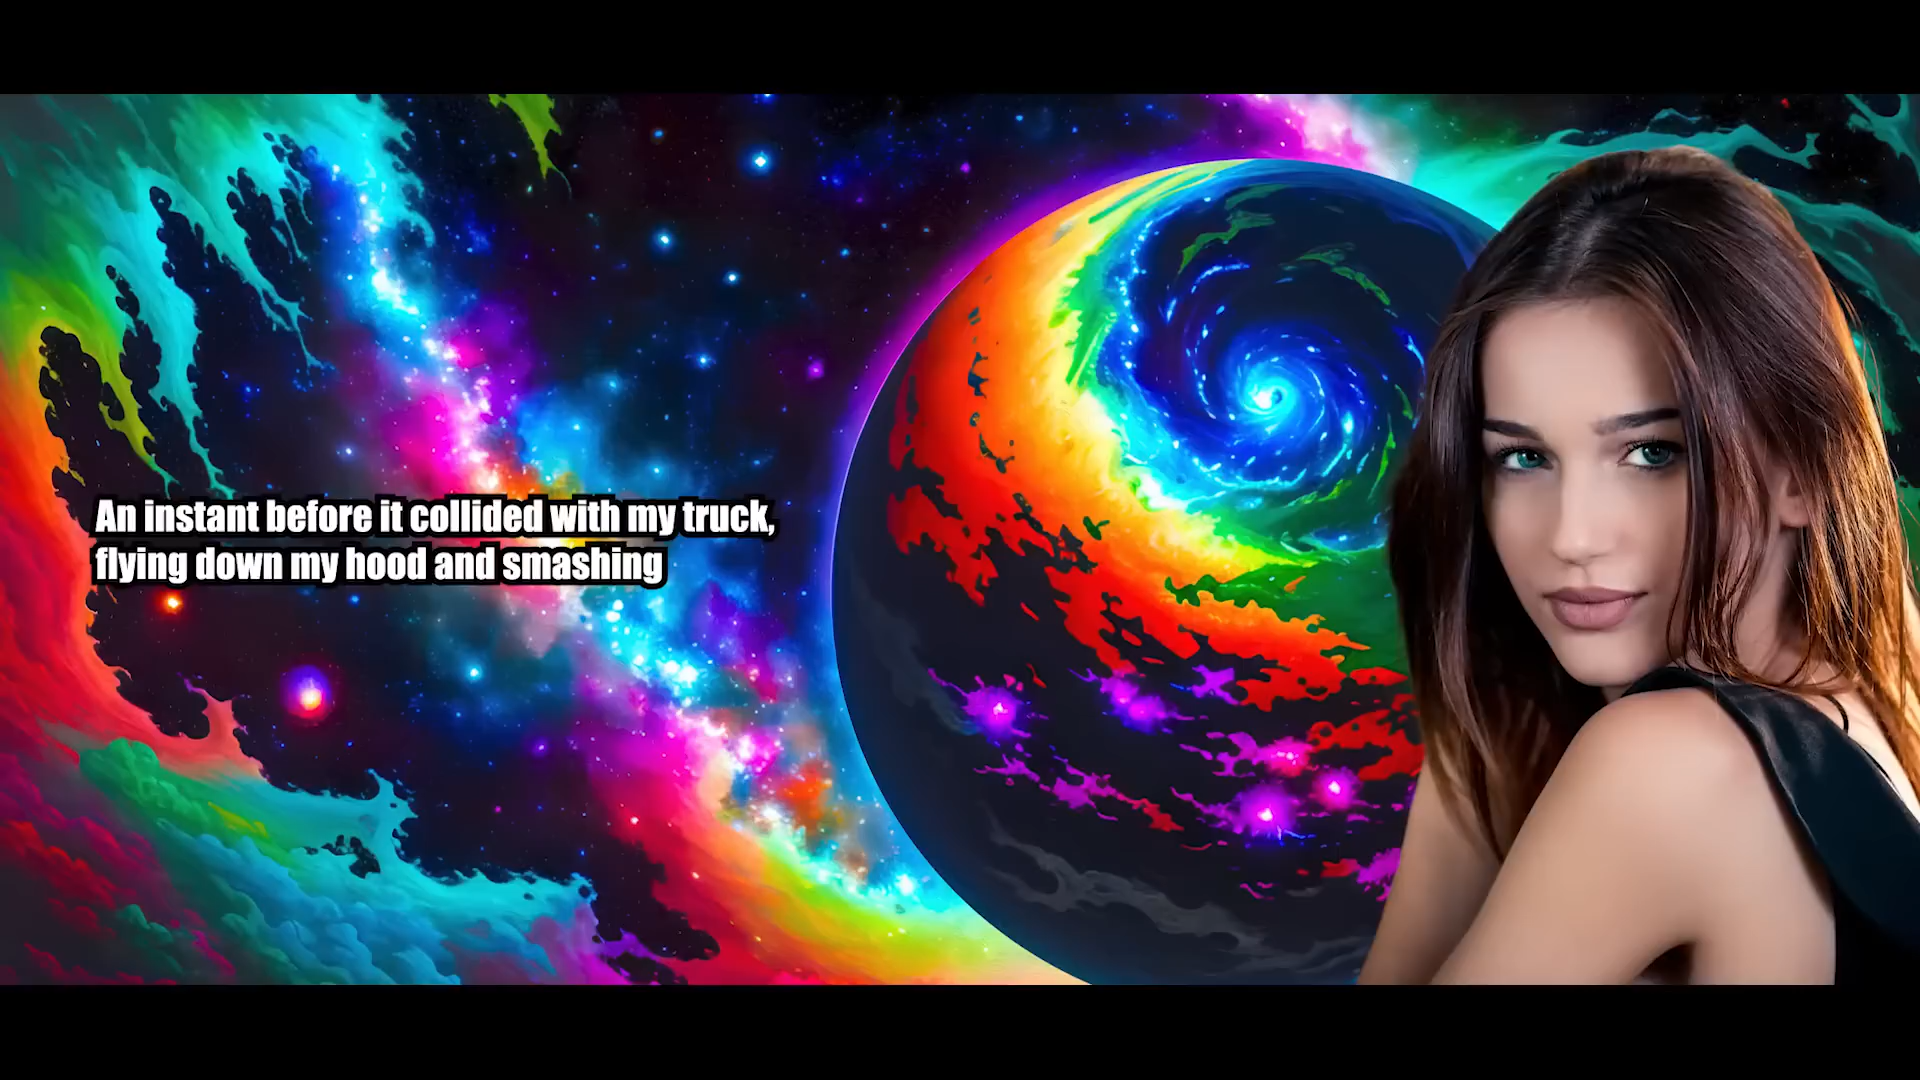 An instant before it collided with my truck,
flying down my hood and smashing